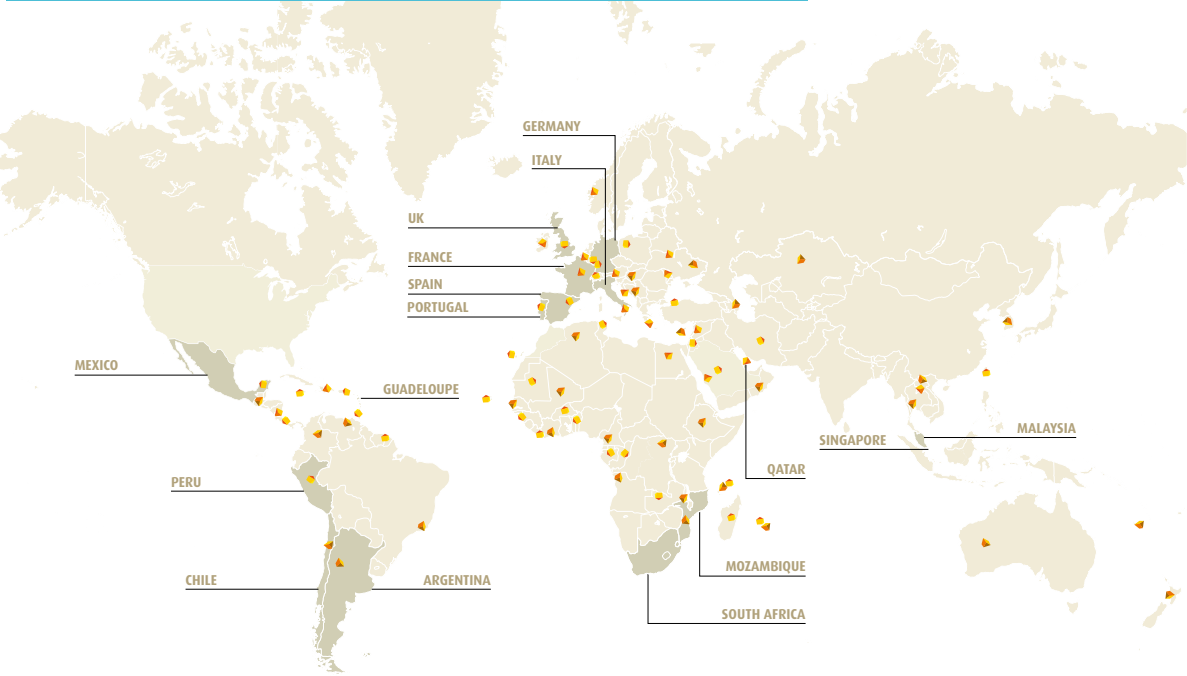 GERMANY
ITALY
UK
FRANCE
SPAIN
PORTUGAL
MEXICO
GUADELOUPE
SINGAPORE
MALAYSIA
QATAR
PERU
MOZAMBIQUE
CHILE
ARGENTINA
SOUTH AFRICA